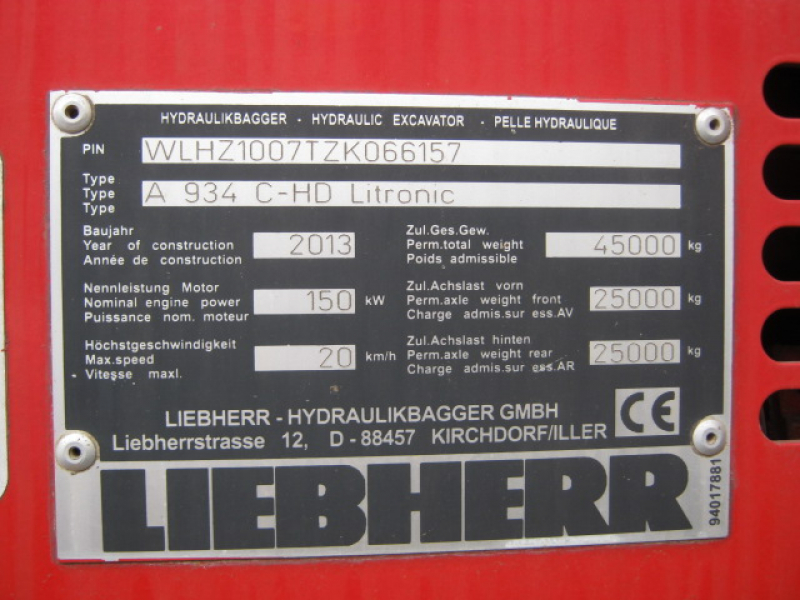 HYDRAULIKBAGGER - HYDRAULIC EXCAVATOR - PELLE HYDRAULIQUE
PIN WLHZ1007TZK066157
Type
Type A 934 C-HD Litronic
Type
Baujahr
Year of construction 2013
Année de construction
Zul.Ges.Gew.
Perm.total weight 45000 kg
Poids admissible
Nennleistung Motor
Nominal engine power 150 kW
Puissance nom. moteur
Zul.Achslast vorn
Perm.axle weight front 25000 kg
Charge admis.sur ess.AV
Höchstgeschwindigkeit
Max.speed 20 km/h
Vitesse maxl.
Zul.Achslast hinten
Perm.axle weight rear 25000 kg
Charge admis.sur ess.AR
LIEBHERR - HYDRAULIKBAGGER GMBH
Liebherrstrasse 12, D - 88457 KIRCHDORF/ILLER
CE
LIEBHERR
94017881